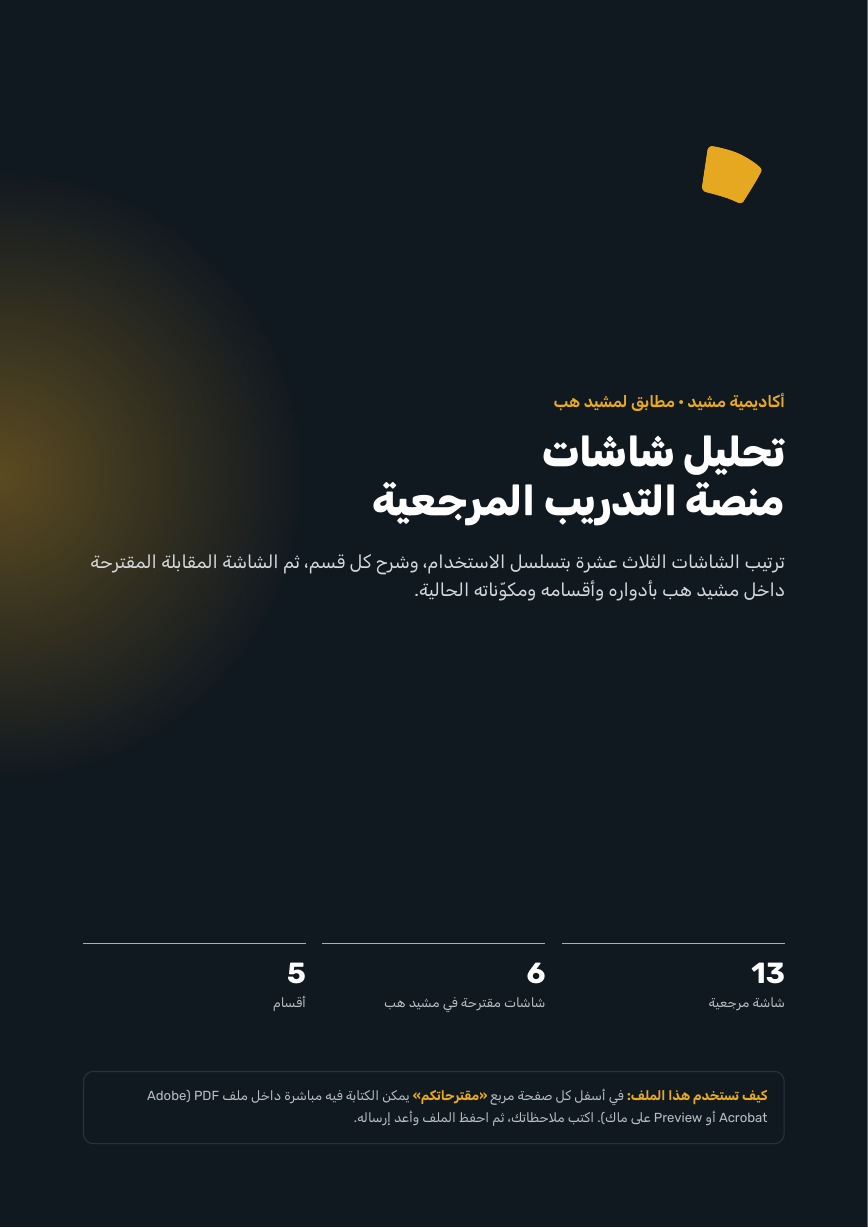 أكاديمية مشيد • مطابق لمشيد هب
تحليل شاشات
منصة التدريب المرجعية
ترتيب الشاشات الثلاث عشرة بتسلسل الاستخدام، وشرح كل قسم، ثم الشاشة المقابلة المقترحة
داخل مشيد هب بأدواره وأقسامه ومكوّناته الحالية.
13
شاشة مرجعية
6
شاشات مقترحة في مشيد هب
5
أقسام
كيف تستخدم هذا الملف: في أسفل كل صفحة مربع «مقترحاتكم» يمكن الكتابة فيه مباشرة داخل ملف PDF (Adobe
Acrobat أو Preview على ماك). اكتب ملاحظاتك، ثم احفظ الملف وأعد إرساله.